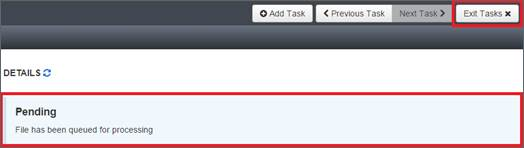 Add Task
Previous Task
Next Task
Exit Tasks
DETAILS
Pending
File has been queued for processing